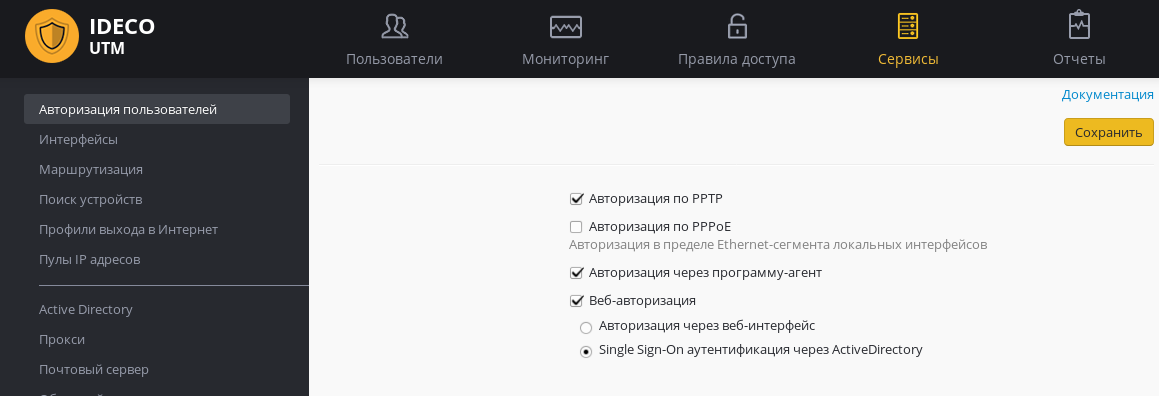 IDECO
UTM
Пользователи
Мониторинг
Правила доступа
Сервисы
Отчеты
Авторизация пользователей
Интерфейсы
Маршрутизация
Поиск устройств
Профили выхода в Интернет
Пулы IP адресов
Active Directory
Прокси
Почтовый сервер
Документация
Сохранить
Авторизация по PPTP
Авторизация по PPPoE
Авторизация в пределе Ethernet-сегмента локальных интерфейсов
Авторизация через программу-агент
Веб-авторизация
Авторизация через веб-интерфейс
Single Sign-On аутентификация через ActiveDirectory